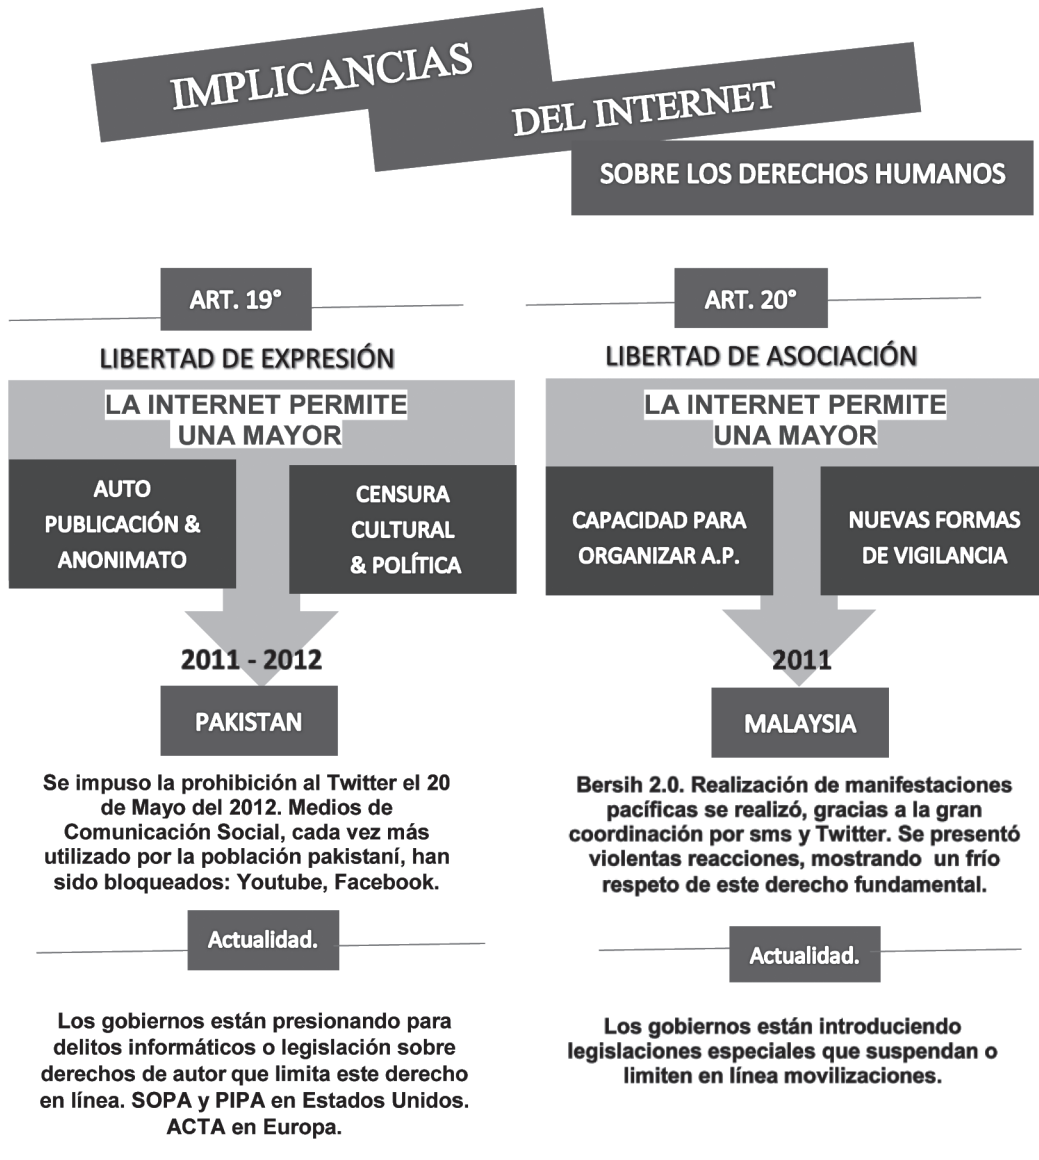 IMPLICANCIAS
DEL INTERNET
SOBRE LOS DERECHOS HUMANOS
ART. 19°
LIBERTAD DE EXPRESIÓN
LA INTERNET PERMITE
UNA MAYOR
AUTO
PUBLICACIÓN &
ANONIMATO
CENSURA
CULTURAL
& POLÍTICA
2011 - 2012
PAKISTAN
Se impuso la prohibición al Twitter el 20
de Mayo del 2012. Medios de
Comunicación Social, cada vez más
utilizado por la población pakistaní, han
sido bloqueados: Youtube, Facebook.
Actualidad.
Los gobiernos están presionando para
delitos informáticos o legislación sobre
derechos de autor que limita este derecho
en línea. SOPA y PIPA en Estados Unidos.
ACTA en Europa.
ART. 20°
LIBERTAD DE ASOCIACIÓN
LA INTERNET PERMITE
UNA MAYOR
CAPACIDAD PARA
ORGANIZAR A.P.
NUEVAS FORMAS
DE VIGILANCIA
2011
MALAYSIA
Bersih 2.0. Realización de manifestaciones
pacíficas se realizó, gracias a la gran
coordinación por sms y Twitter. Se presentó
violentas reacciones, mostrando un frío
respeto de este derecho fundamental.
Actualidad.
Los gobiernos están introduciendo
legislaciones especiales que suspendan o
limiten en línea movilizaciones.